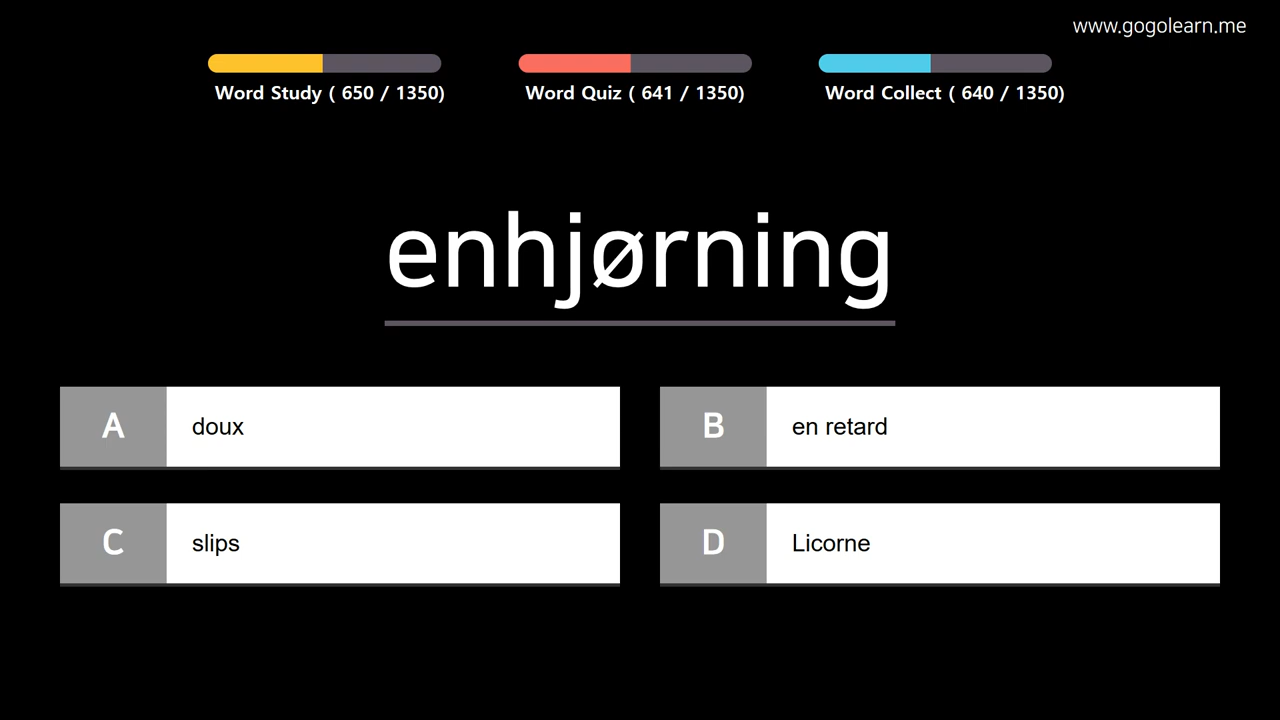 www.gogolearn.me
Word Study ( 650 / 1350)
Word Quiz ( 641 / 1350)
Word Collect ( 640 / 1350)
enhjørning
A doux
B en retard
C slips
D Licorne